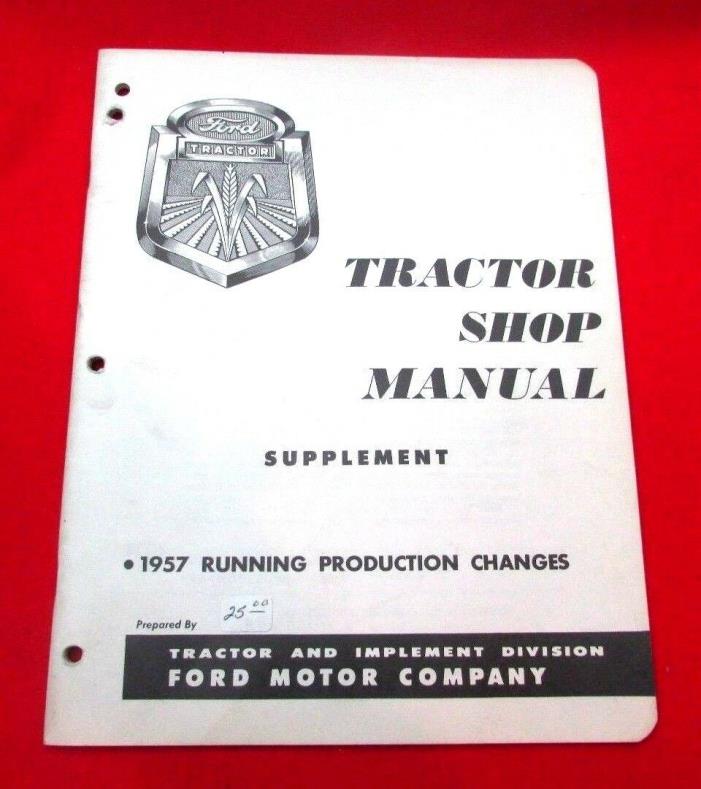 Ford
TRACTOR
TRACTOR
SHOP
MANUAL
SUPPLEMENT
• 1957 RUNNING PRODUCTION CHANGES
Prepared By
25 00
TRACTOR AND IMPLEMENT DIVISION
FORD MOTOR COMPANY